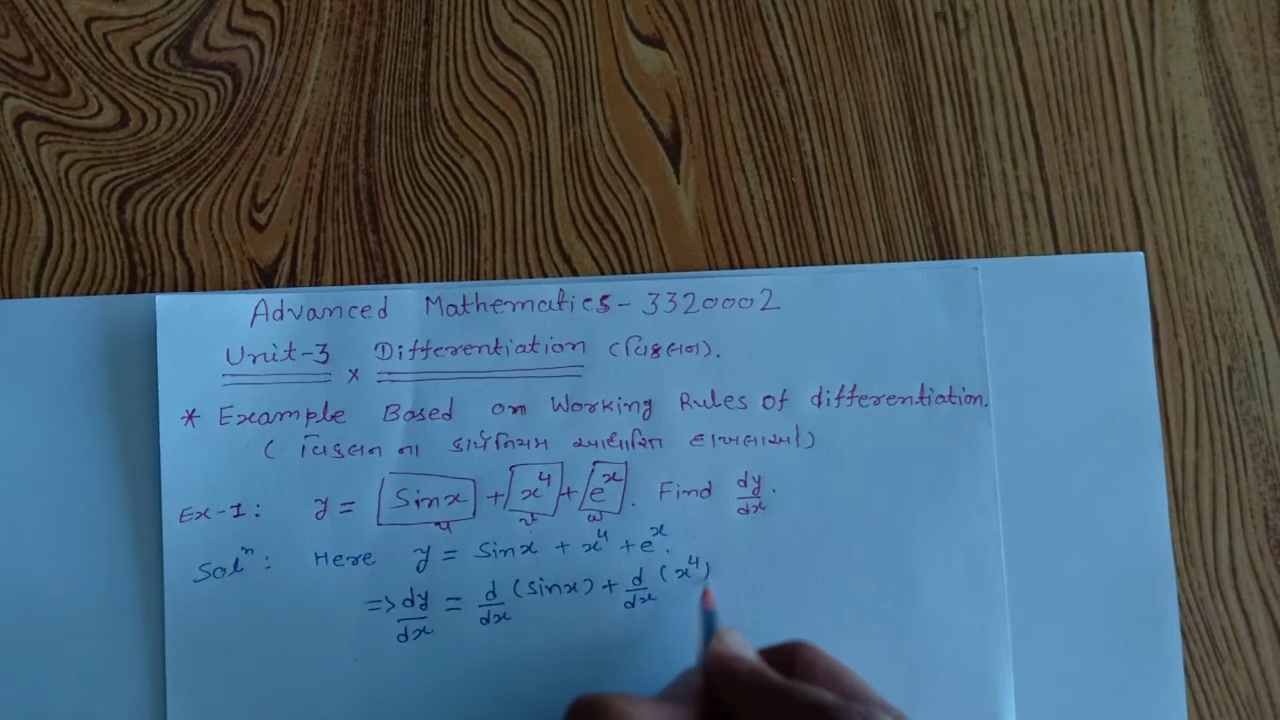 Advanced Mathematics - 3320002
Unit-3 x Differentiation (વિકલન).
* Example Based on Working Rules of differentiation.
( વિકલન ના કાર્યનિયમ આધારિત દાખલાઓ)
Ex-1: y = sinx + x⁴ + eˣ. Find dy/dx.
u v w
Solⁿ: Here y = sinx + x⁴ + eˣ.
=> dy/dx = d/dx (sinx) + d/dx (x⁴)